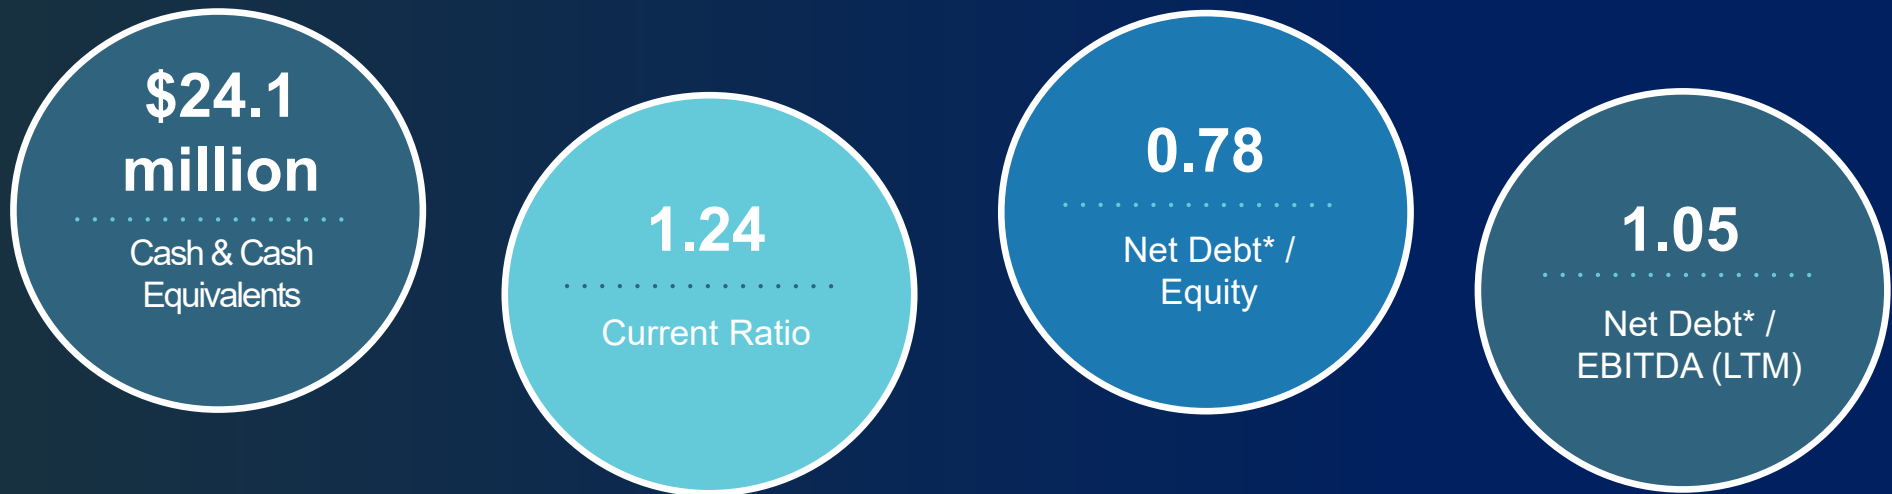 $24.1
million
Cash & Cash
Equivalents
1.24
Current Ratio
0.78
Net Debt* /
Equity
1.05
Net Debt* /
EBITDA (LTM)